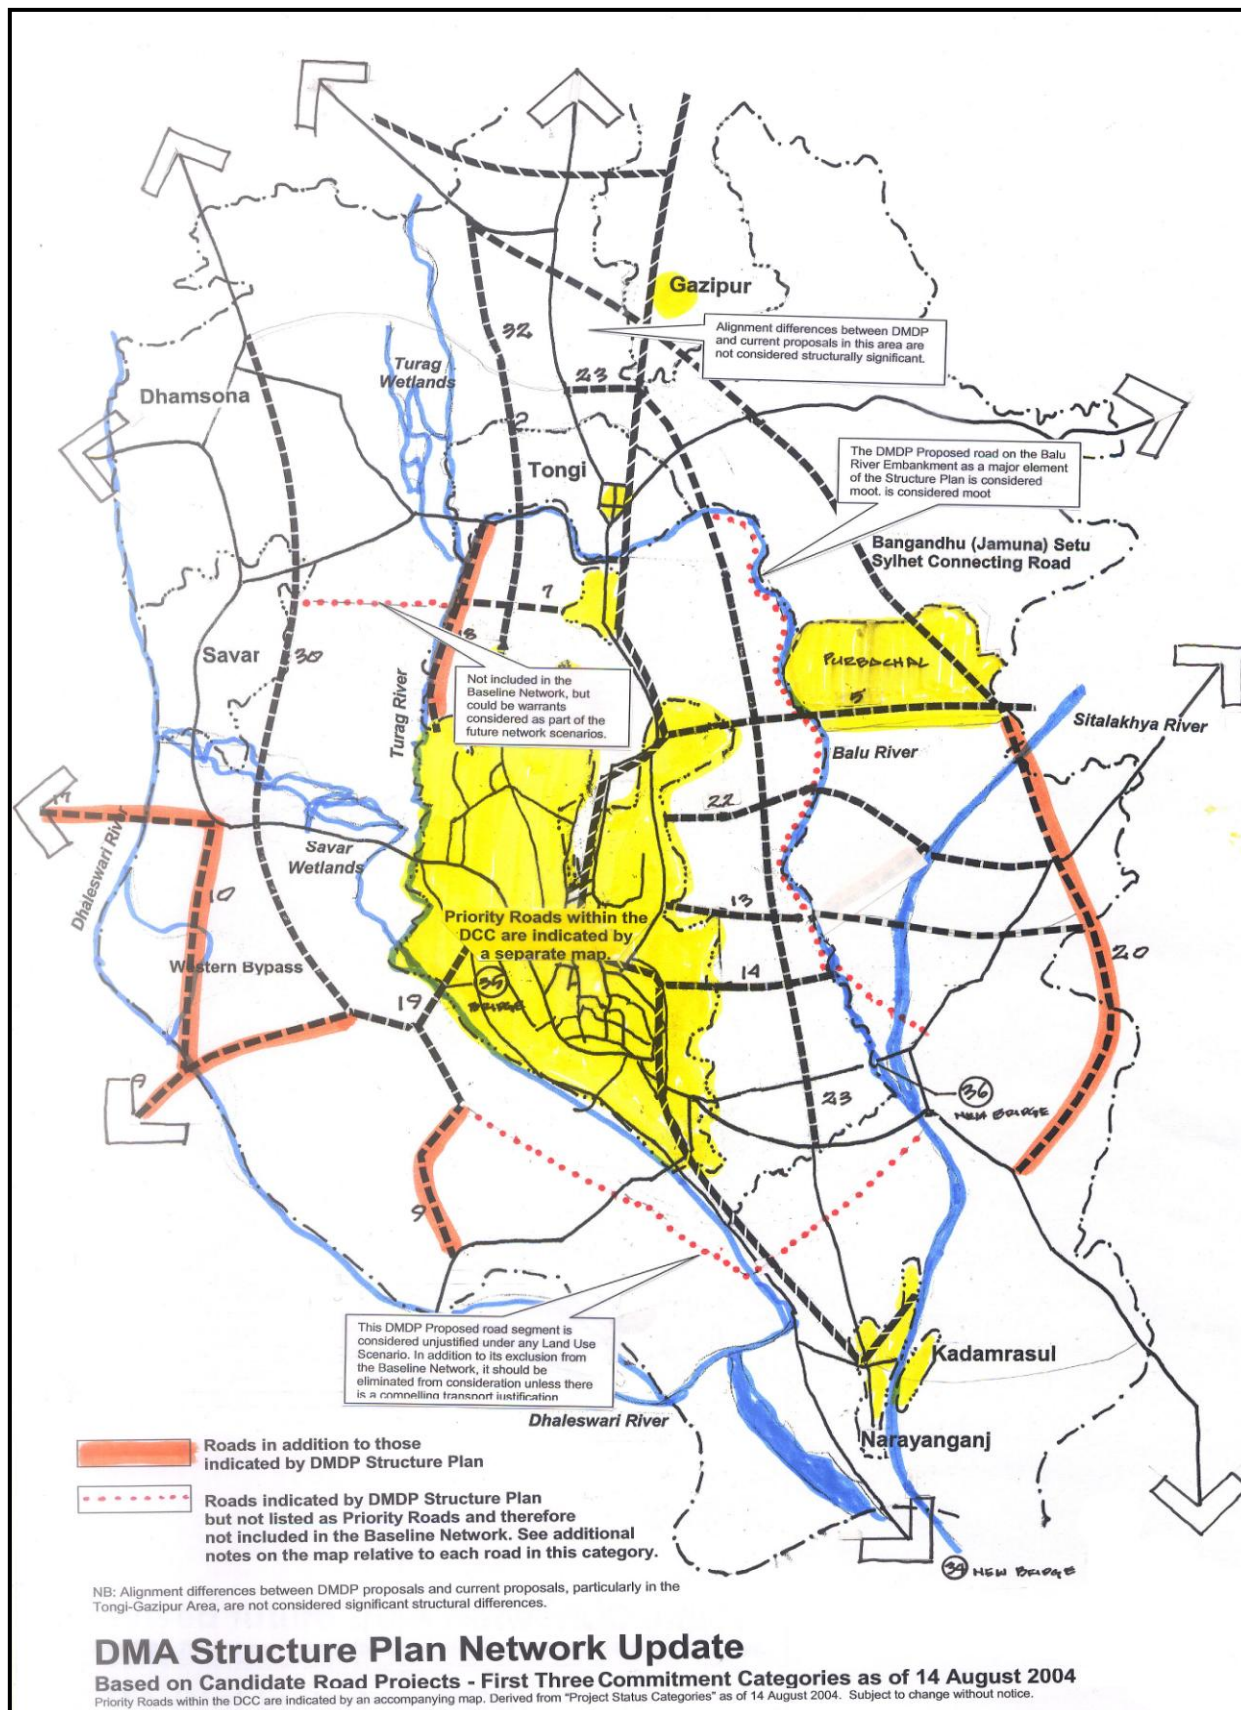 Gazipur
32
Alignment differences between DMDP
and current proposals in this area are
not considered structurally significant.
Turag
Wetlands
23
Dhamsona
Tongi
The DMDP Proposed road on the Balu
River Embankment as a major element
of the Structure Plan is considered
moot. is considered moot
Bangandhu (Jamuna) Setu
Sylhet Connecting Road
7
Savar
30
PURBACHAL
Not included in the
Baseline Network, but
could be warrants
considered as part of the
future network scenarios.
5
Sitalakhya River
Turag River
Balu River
22
Savar
Wetlands
Dhaleswari River
10
13
Priority Roads within the
DCC are indicated by
a separate map.
Western Bypass
14
20
35
BRIDGE
19
9
23
36
NEW BRIDGE
9
This DMDP Proposed road segment is
considered unjustified under any Land Use
Scenario. In addition to its exclusion from
the Baseline Network, it should be
eliminated from consideration unless there
is a compelling transport justification
Kadamrasul
Dhaleswari River
Narayanganj
Roads in addition to those
indicated by DMDP Structure Plan
Roads indicated by DMDP Structure Plan
but not listed as Priority Roads and therefore
not included in the Baseline Network. See additional
notes on the map relative to each road in this category.
34 NEW BRIDGE
NB: Alignment differences between DMDP proposals and current proposals, particularly in the
Tongi-Gazipur Area, are not considered significant structural differences.
DMA Structure Plan Network Update
Based on Candidate Road Projects - First Three Commitment Categories as of 14 August 2004
Priority Roads within the DCC are indicated by an accompanying map. Derived from "Project Status Categories" as of 14 August 2004. Subject to change without notice.